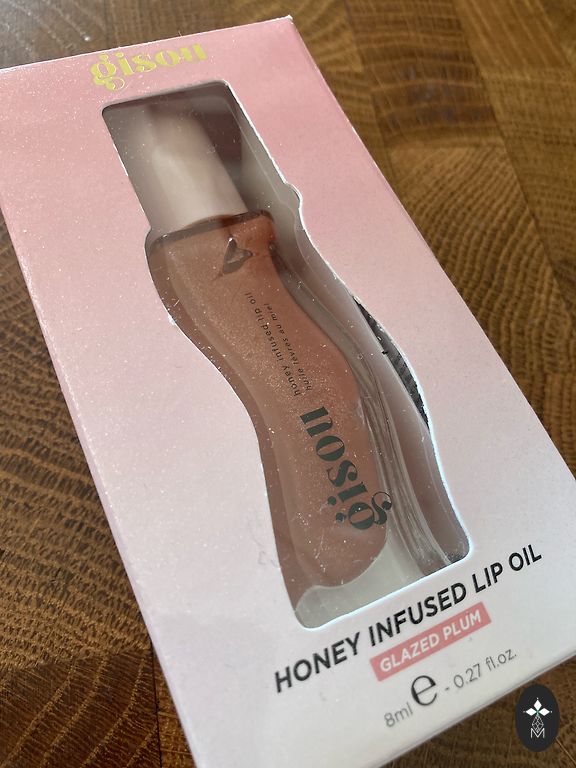 gisou
honey infused lip oil
huile lèvres au miel
gisou
HONEY INFUSED LIP OIL
GLAZED PLUM
8ml ℮ - 0.27 fl.oz.
M